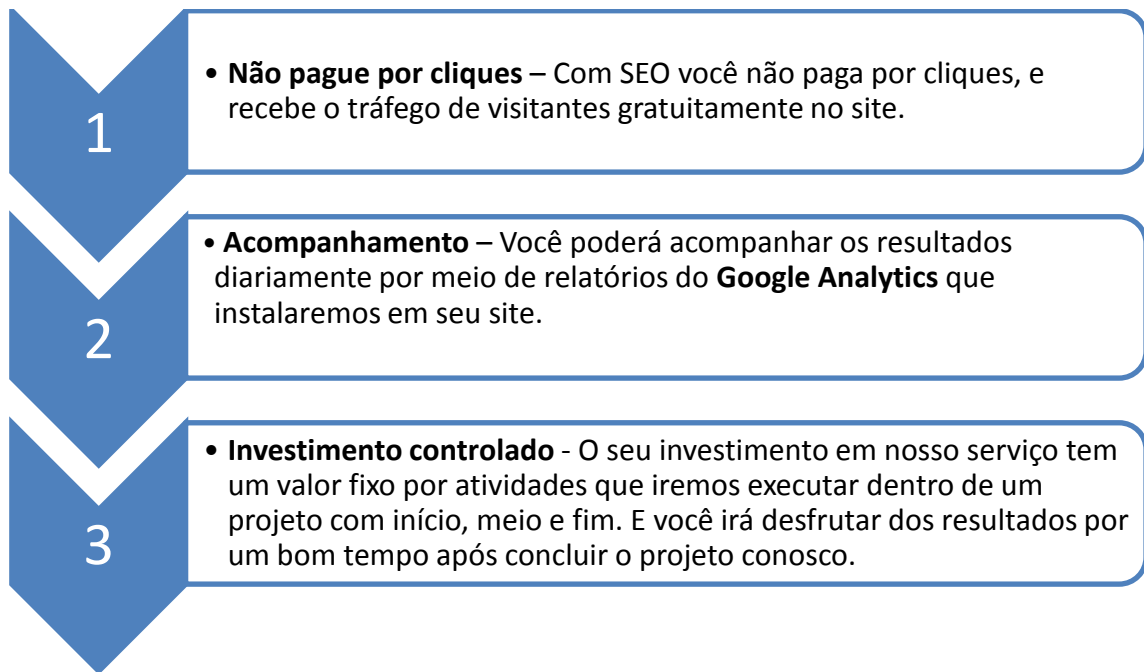 1
• Não pague por cliques – Com SEO você não paga por cliques, e
recebe o tráfego de visitantes gratuitamente no site.
2
• Acompanhamento – Você poderá acompanhar os resultados
diariamente por meio de relatórios do Google Analytics que
instalaremos em seu site.
3
• Investimento controlado - O seu investimento em nosso serviço tem
um valor fixo por atividades que iremos executar dentro de um
projeto com início, meio e fim. E você irá desfrutar dos resultados por
um bom tempo após concluir o projeto conosco.